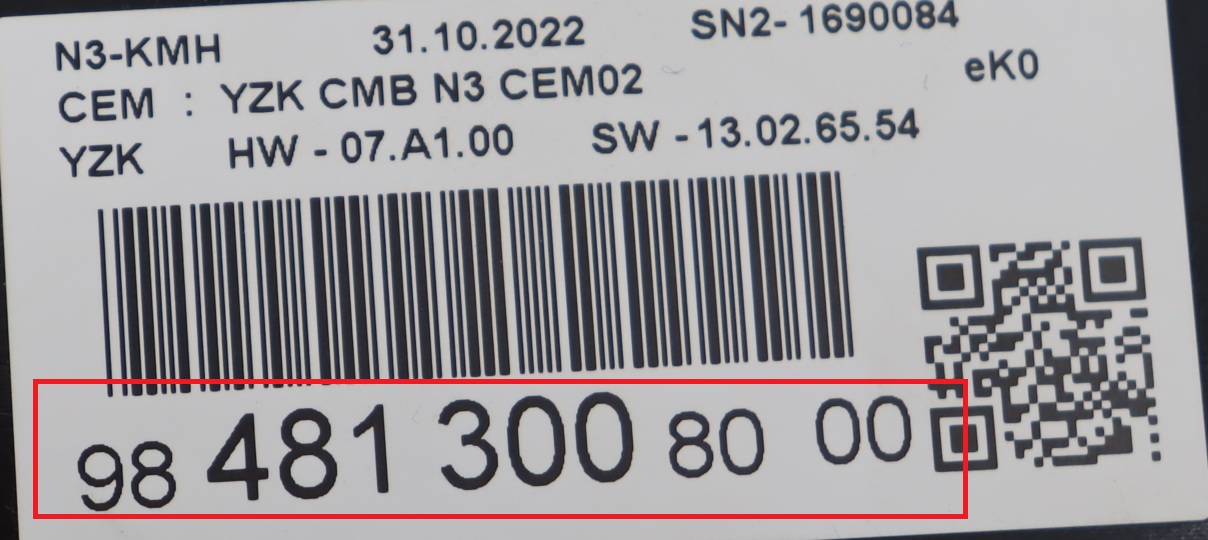 N3-KMH 31.10.2022 SN2- 1690084
CEM : YZK CMB N3 CEM02 eK0
YZK HW - 07.A1.00 SW - 13.02.65.54
98 481 300 80 00